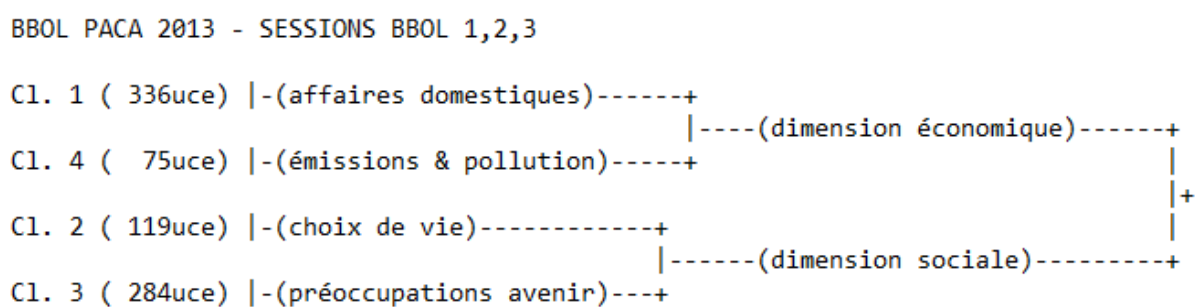 BBOL PACA 2013 - SESSIONS BBOL 1,2,3
Cl. 1 ( 336uce) |-(affaires domestiques)------+
|----(dimension économique)------+
Cl. 4 (  75uce) |-(émissions & pollution)-----+ |
|+
Cl. 2 ( 119uce) |-(choix de vie)------------+ |
|------(dimension sociale)---------+
Cl. 3 ( 284uce) |-(préoccupations avenir)---+